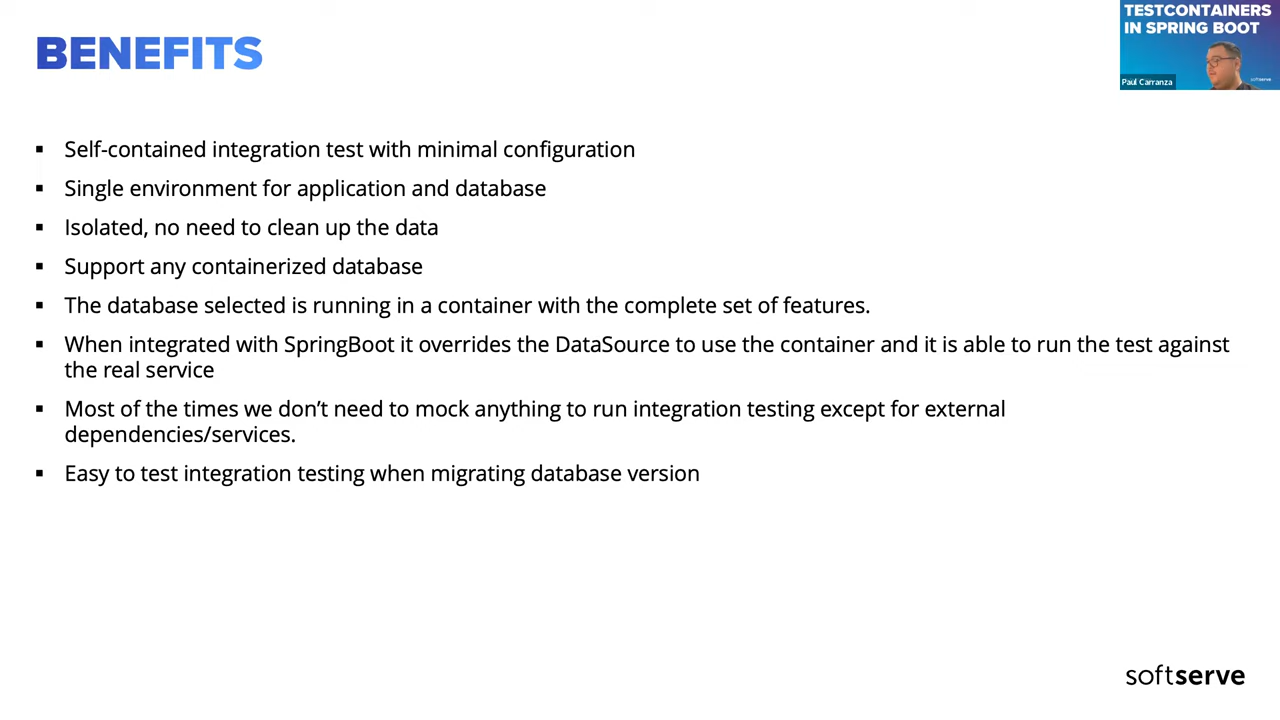 BENEFITS
TESTCONTAINERS
IN SPRING BOOT
Paul Carranza
softserve
▪ Self-contained integration test with minimal configuration
▪ Single environment for application and database
▪ Isolated, no need to clean up the data
▪ Support any containerized database
▪ The database selected is running in a container with the complete set of features.
▪ When integrated with SpringBoot it overrides the DataSource to use the container and it is able to run the test against
the real service
▪ Most of the times we don’t need to mock anything to run integration testing except for external
dependencies/services.
▪ Easy to test integration testing when migrating database version
softserve